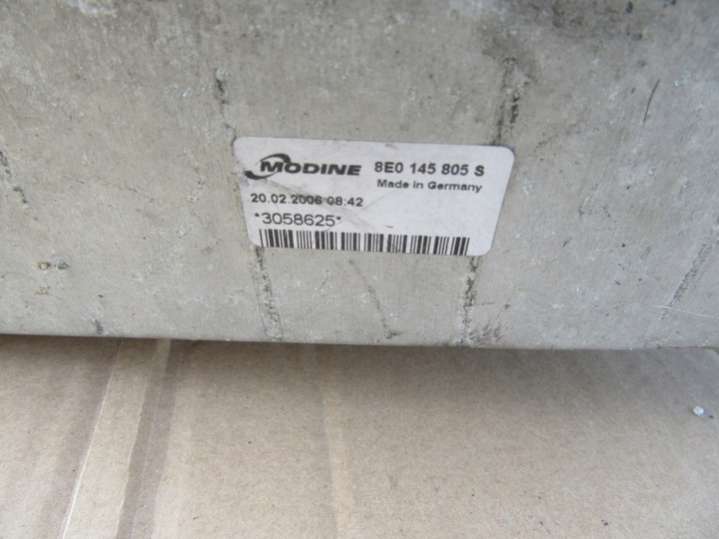 MODINE 8E0 145 805 S
Made in Germany
20.02.2006 08:42
*3058625*